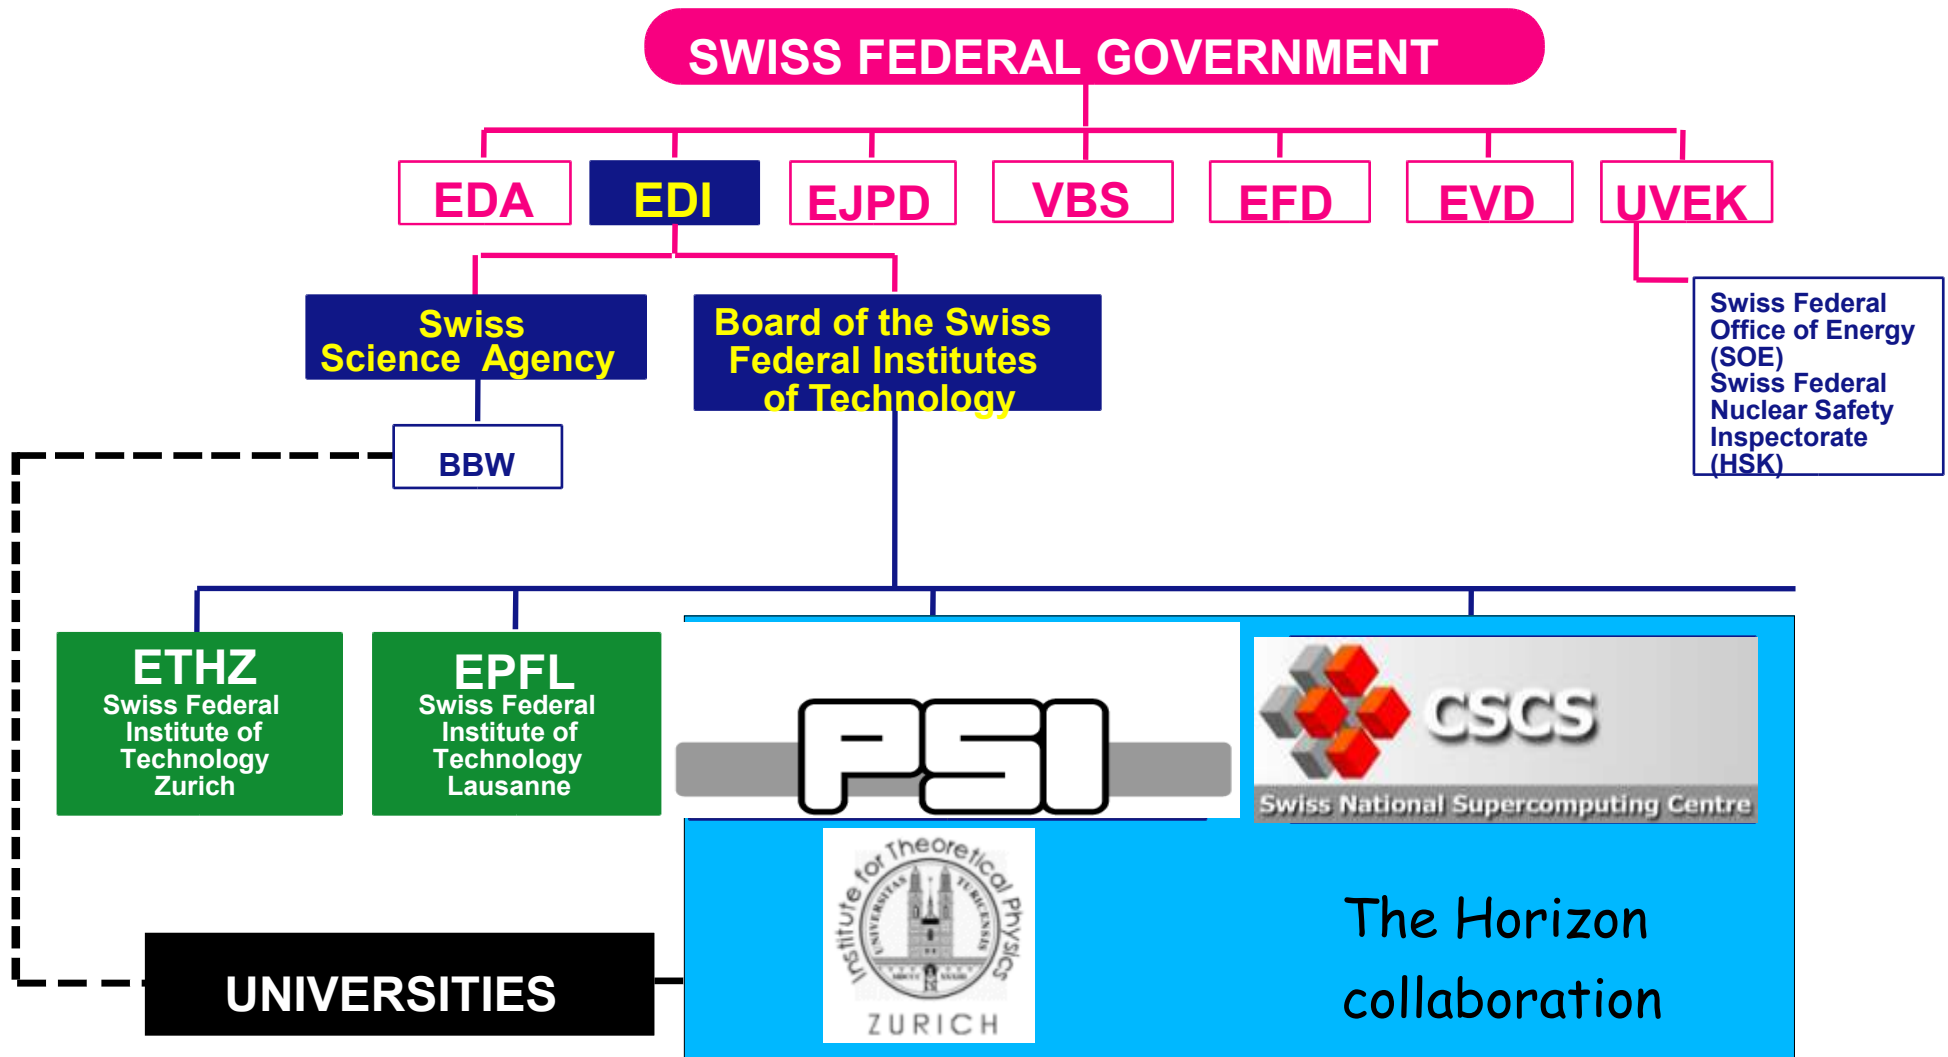 SWISS FEDERAL GOVERNMENT
EDA
EDI
EJPD
VBS
EFD
EVD
UVEK
Swiss
Science Agency
Board of the Swiss
Federal Institutes
of Technology
Swiss Federal
Office of Energy
(SOE)
Swiss Federal
Nuclear Safety
Inspectorate
(HSK)
BBW
ETHZ
Swiss Federal
Institute of
Technology
Zurich
EPFL
Swiss Federal
Institute of
Technology
Lausanne
PSI
CSCS
Swiss National Supercomputing Centre
Institute for Theoretical Physics
UNIVERSITAS TURICENSIS
ZURICH
The Horizon
collaboration
UNIVERSITIES